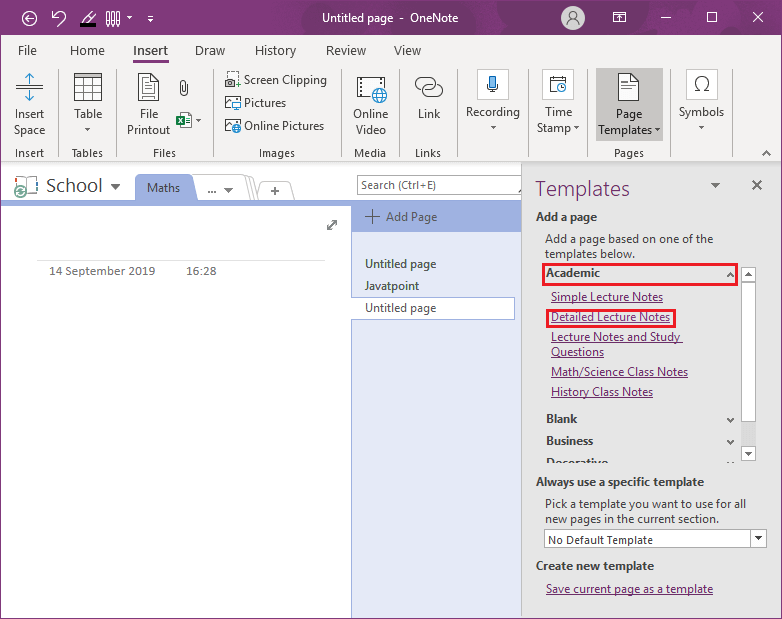 Untitled page - OneNote
File Home Insert Draw History Review View
Insert Space
Table
File Printout
Screen Clipping
Pictures
Online Pictures
Online Video
Link
Recording
Time Stamp
Page Templates
Symbols
Insert Tables Files Images Media Links Pages
School
Maths
...
+
Search (Ctrl+E)
Add Page
14 September 2019 16:28
Untitled page
Javatpoint
Untitled page
Templates
Add a page
Add a page based on one of the
templates below.
Academic
Simple Lecture Notes
Detailed Lecture Notes
Lecture Notes and Study
Questions
Math/Science Class Notes
History Class Notes
Blank
Business
Decorative
Always use a specific template
Pick a template you want to use for all
new pages in the current section.
No Default Template
Create new template
Save current page as a template